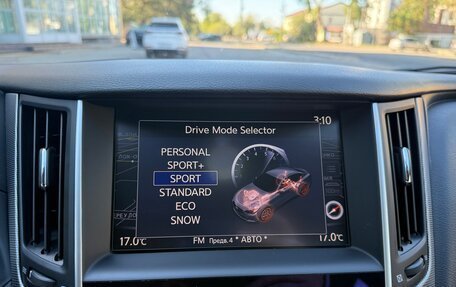 3:10
Drive Mode Selector
PERSONAL
SPORT+
SPORT
STANDARD
ECO
SNOW
17.0°C FM Предв. 4 * АВТО * 17.0°C